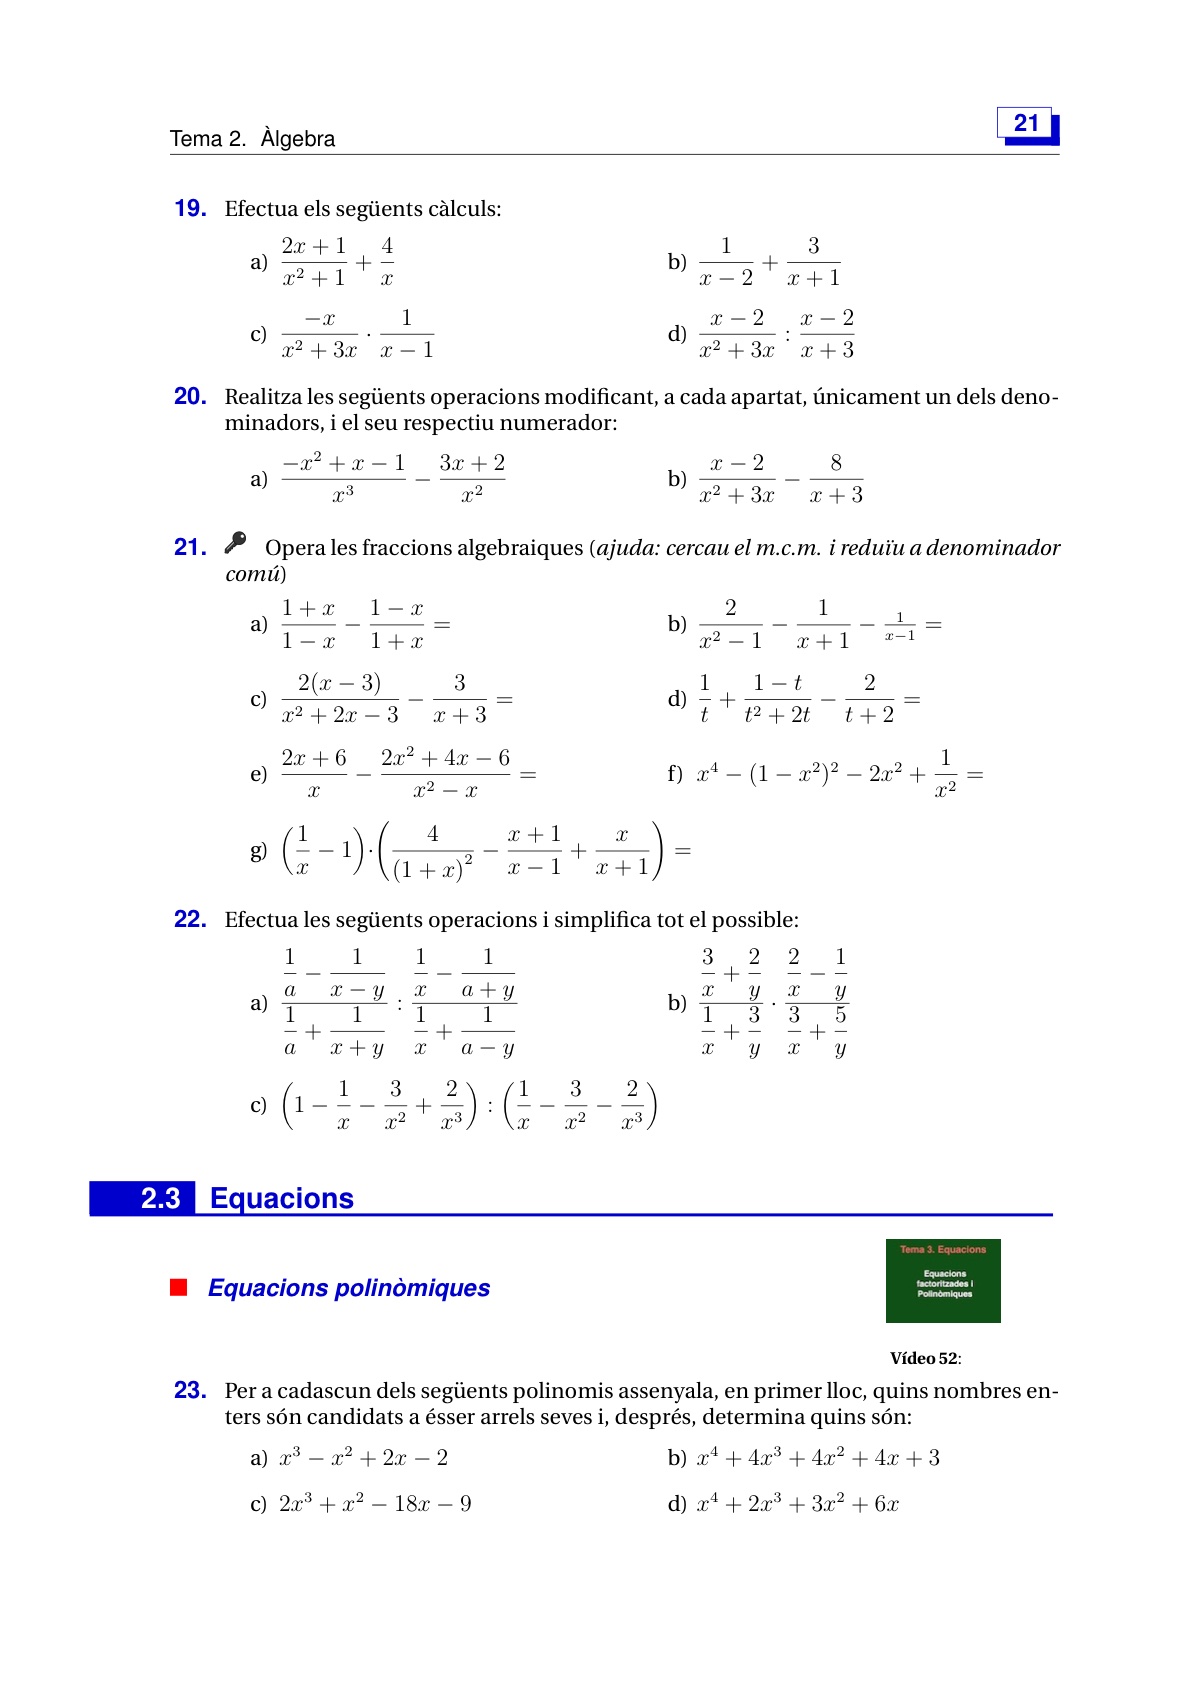 Tema 2. Àlgebra
21
19. Efectua els següents càlculs:
a) \frac{2x+1}{x^2+1} + \frac{4}{x}
b) \frac{1}{x-2} + \frac{3}{x+1}
c) \frac{-x}{x^2+3x} · \frac{1}{x-1}
d) \frac{x-2}{x^2+3x} : \frac{x-2}{x+3}
20. Realitza les següents operacions modificant, a cada apartat, únicament un dels deno-
minadors, i el seu respectiu numerador:
a) \frac{-x^2+x-1}{x^3} - \frac{3x+2}{x^2}
b) \frac{x-2}{x^2+3x} - \frac{8}{x+3}
21. Opera les fraccions algebraiques (ajuda: cercau el m.c.m. i reduïu a denominador
comú)
a) \frac{1+x}{1-x} - \frac{1-x}{1+x} =
b) \frac{2}{x^2-1} - \frac{1}{x+1} - \frac{1}{x-1} =
c) \frac{2(x-3)}{x^2+2x-3} - \frac{3}{x+3} =
d) \frac{1}{t} + \frac{1-t}{t^2+2t} - \frac{2}{t+2} =
e) \frac{2x+6}{x} - \frac{2x^2+4x-6}{x^2-x} =
f) x^4 - (1-x^2)^2 - 2x^2 + \frac{1}{x^2} =
g) (\frac{1}{x} - 1)·(\frac{4}{(1+x)^2} - \frac{x+1}{x-1} + \frac{x}{x+1}) =
22. Efectua les següents operacions i simplifica tot el possible:
a) \frac{\frac{1}{a} - \frac{1}{x-y}}{\frac{1}{a} + \frac{1}{x+y}} : \frac{\frac{1}{x} - \frac{1}{a+y}}{\frac{1}{x} + \frac{1}{a-y}}
b) \frac{\frac{3}{x} + \frac{2}{y}}{\frac{1}{x} + \frac{3}{y}} · \frac{\frac{2}{x} - \frac{1}{y}}{\frac{3}{x} + \frac{5}{y}}
c) (1 - \frac{1}{x} - \frac{3}{x^2} + \frac{2}{x^3}) : (\frac{1}{x} - \frac{3}{x^2} - \frac{2}{x^3})
2.3 Equacions
Tema 3. Equacions
Equacions
factoritzades i
Polinòmiques
Equacions polinòmiques
Vídeo 52:
23. Per a cadascun dels següents polinomis assenyala, en primer lloc, quins nombres en-
ters són candidats a ésser arrels seves i, després, determina quins són:
a) x^3 - x^2 + 2x - 2
b) x^4 + 4x^3 + 4x^2 + 4x + 3
c) 2x^3 + x^2 - 18x - 9
d) x^4 + 2x^3 + 3x^2 + 6x